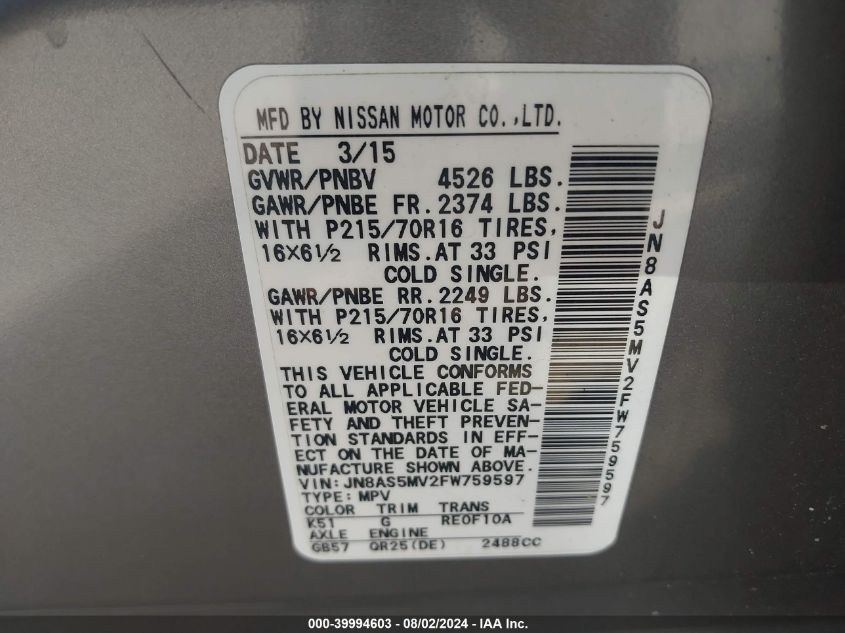 MFD BY NISSAN MOTOR CO.,LTD.
DATE 3/15
GVWR/PNBV 4526 LBS.
GAWR/PNBE FR. 2374 LBS.
WITH P215/70R16 TIRES,
16X6½ RIMS.AT 33 PSI
COLD SINGLE.
GAWR/PNBE RR. 2249 LBS.
WITH P215/70R16 TIRES,
16X6½ RIMS.AT 33 PSI
COLD SINGLE.
THIS VEHICLE CONFORMS
TO ALL APPLICABLE FED-
ERAL MOTOR VEHICLE SA-
FETY AND THEFT PREVEN-
TION STANDARDS IN EFF-
ECT ON THE DATE OF MA-
NUFACTURE SHOWN ABOVE.
VIN:JN8AS5MV2FW759597
TYPE:MPV
COLOR TRIM TRANS
K51 G RE0F10A
AXLE ENGINE
GB57 QR25(DE) 2488CC
JN8AS5MV2FW759597
000-39994603 - 08/02/2024 - IAA Inc.